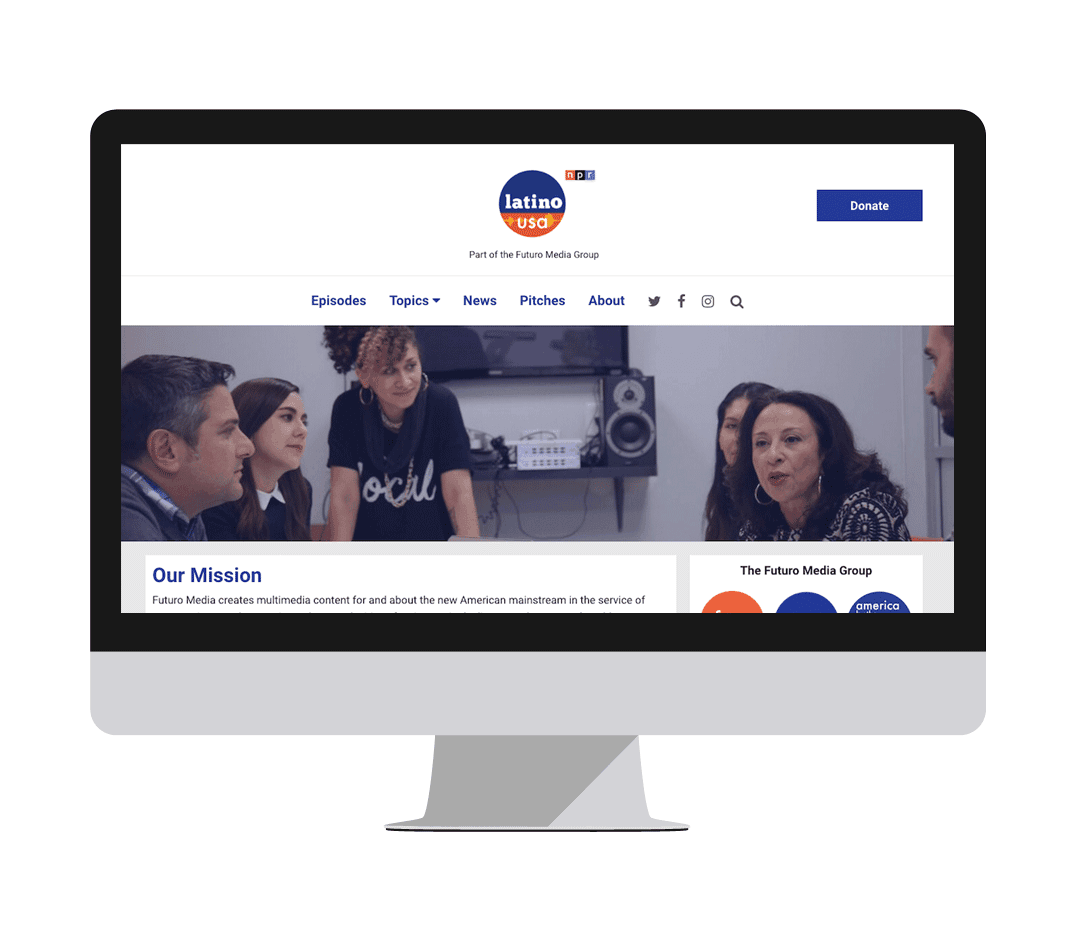 npr
latino
usa
Donate
Part of the Futuro Media Group
Episodes Topics News Pitches About
local
Our Mission
The Futuro Media Group
Futuro Media creates multimedia content for and about the new American mainstream in the service of
america